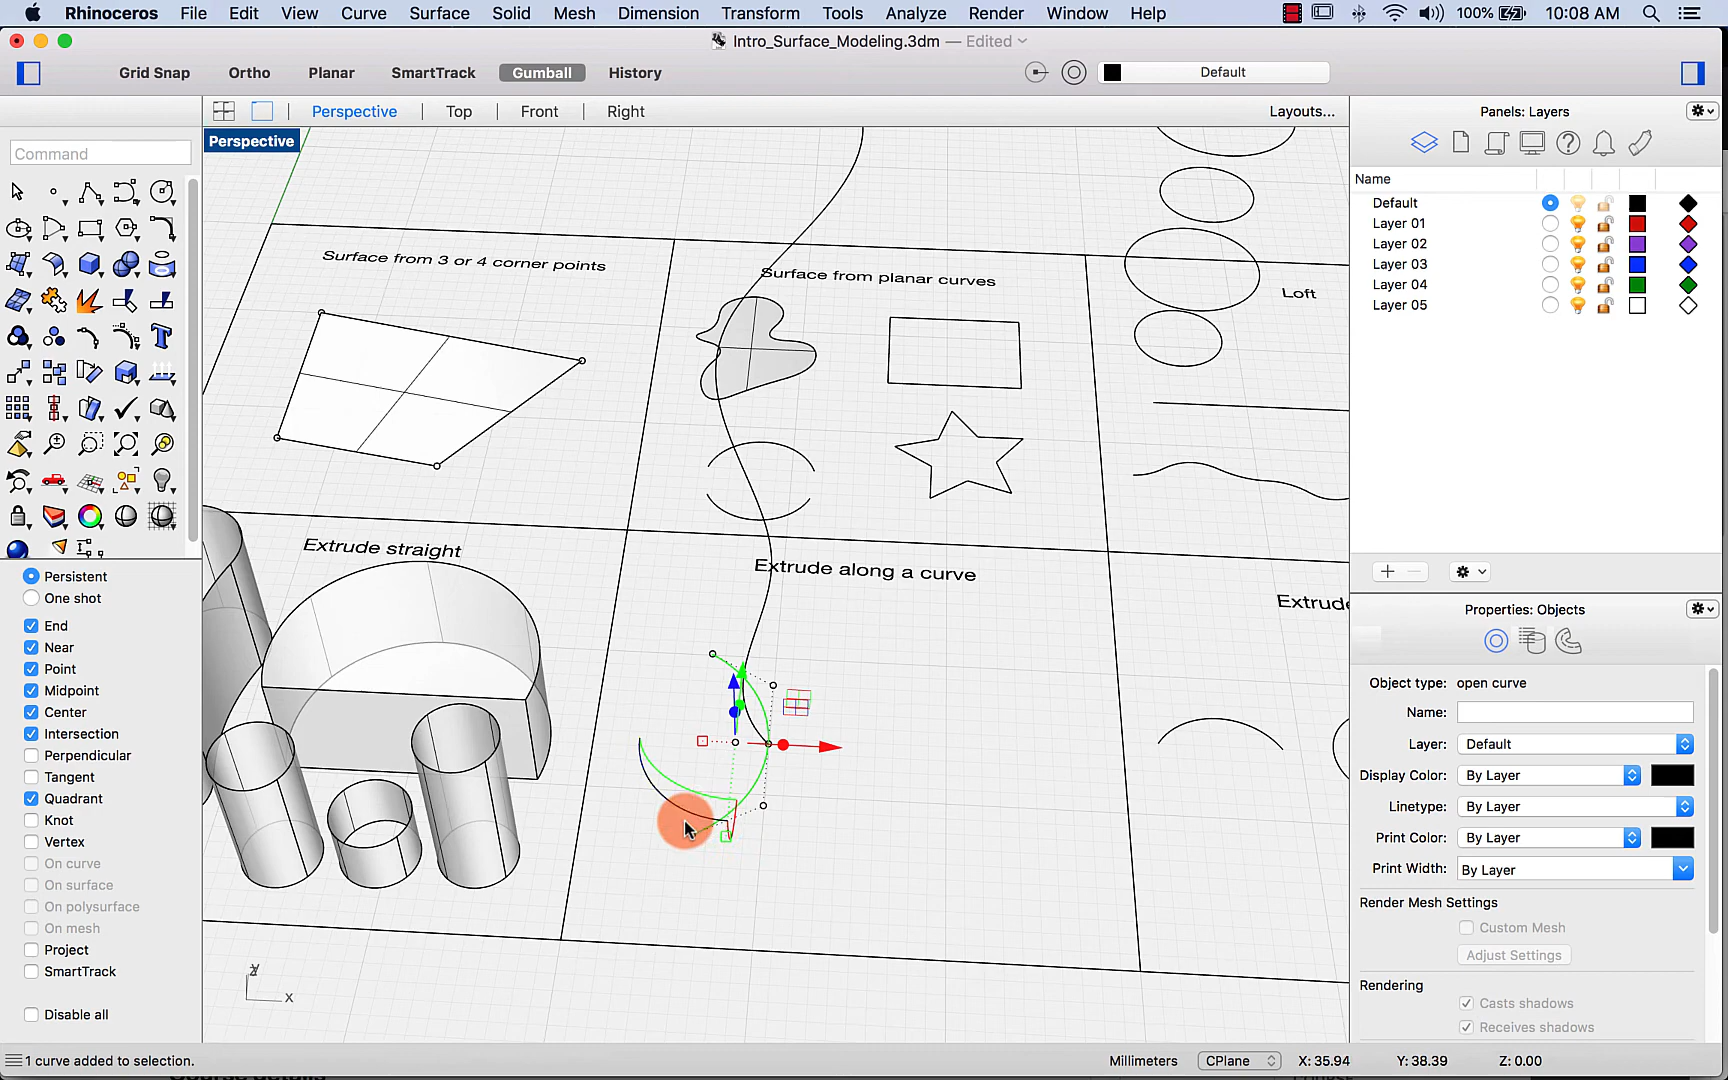 Rhinoceros File Edit View Curve Surface Solid Mesh Dimension Transform Tools Analyze Render Window Help 100% 10:08 AM
Intro_Surface_Modeling.3dm — Edited
Grid Snap Ortho Planar SmartTrack Gumball History Default
Perspective Top Front Right Layouts... Panels: Layers
Perspective
Command
Name
Default
Layer 01
Layer 02
Layer 03
Layer 04
Layer 05
Surface from 3 or 4 corner points
Surface from planar curves
Loft
Extrude straight
Extrude along a curve
Extrude
y
x
Persistent
One shot
End
Near
Point
Midpoint
Center
Intersection
Perpendicular
Tangent
Quadrant
Knot
Vertex
On curve
On surface
On polysurface
On mesh
Project
SmartTrack
Disable all
Properties: Objects
Object type: open curve
Name:
Layer: Default
Display Color: By Layer
Linetype: By Layer
Print Color: By Layer
Print Width: By Layer
Render Mesh Settings
Custom Mesh
Adjust Settings
Rendering
Casts shadows
Receives shadows
1 curve added to selection. Millimeters CPlane X: 35.94 Y: 38.39 Z: 0.00